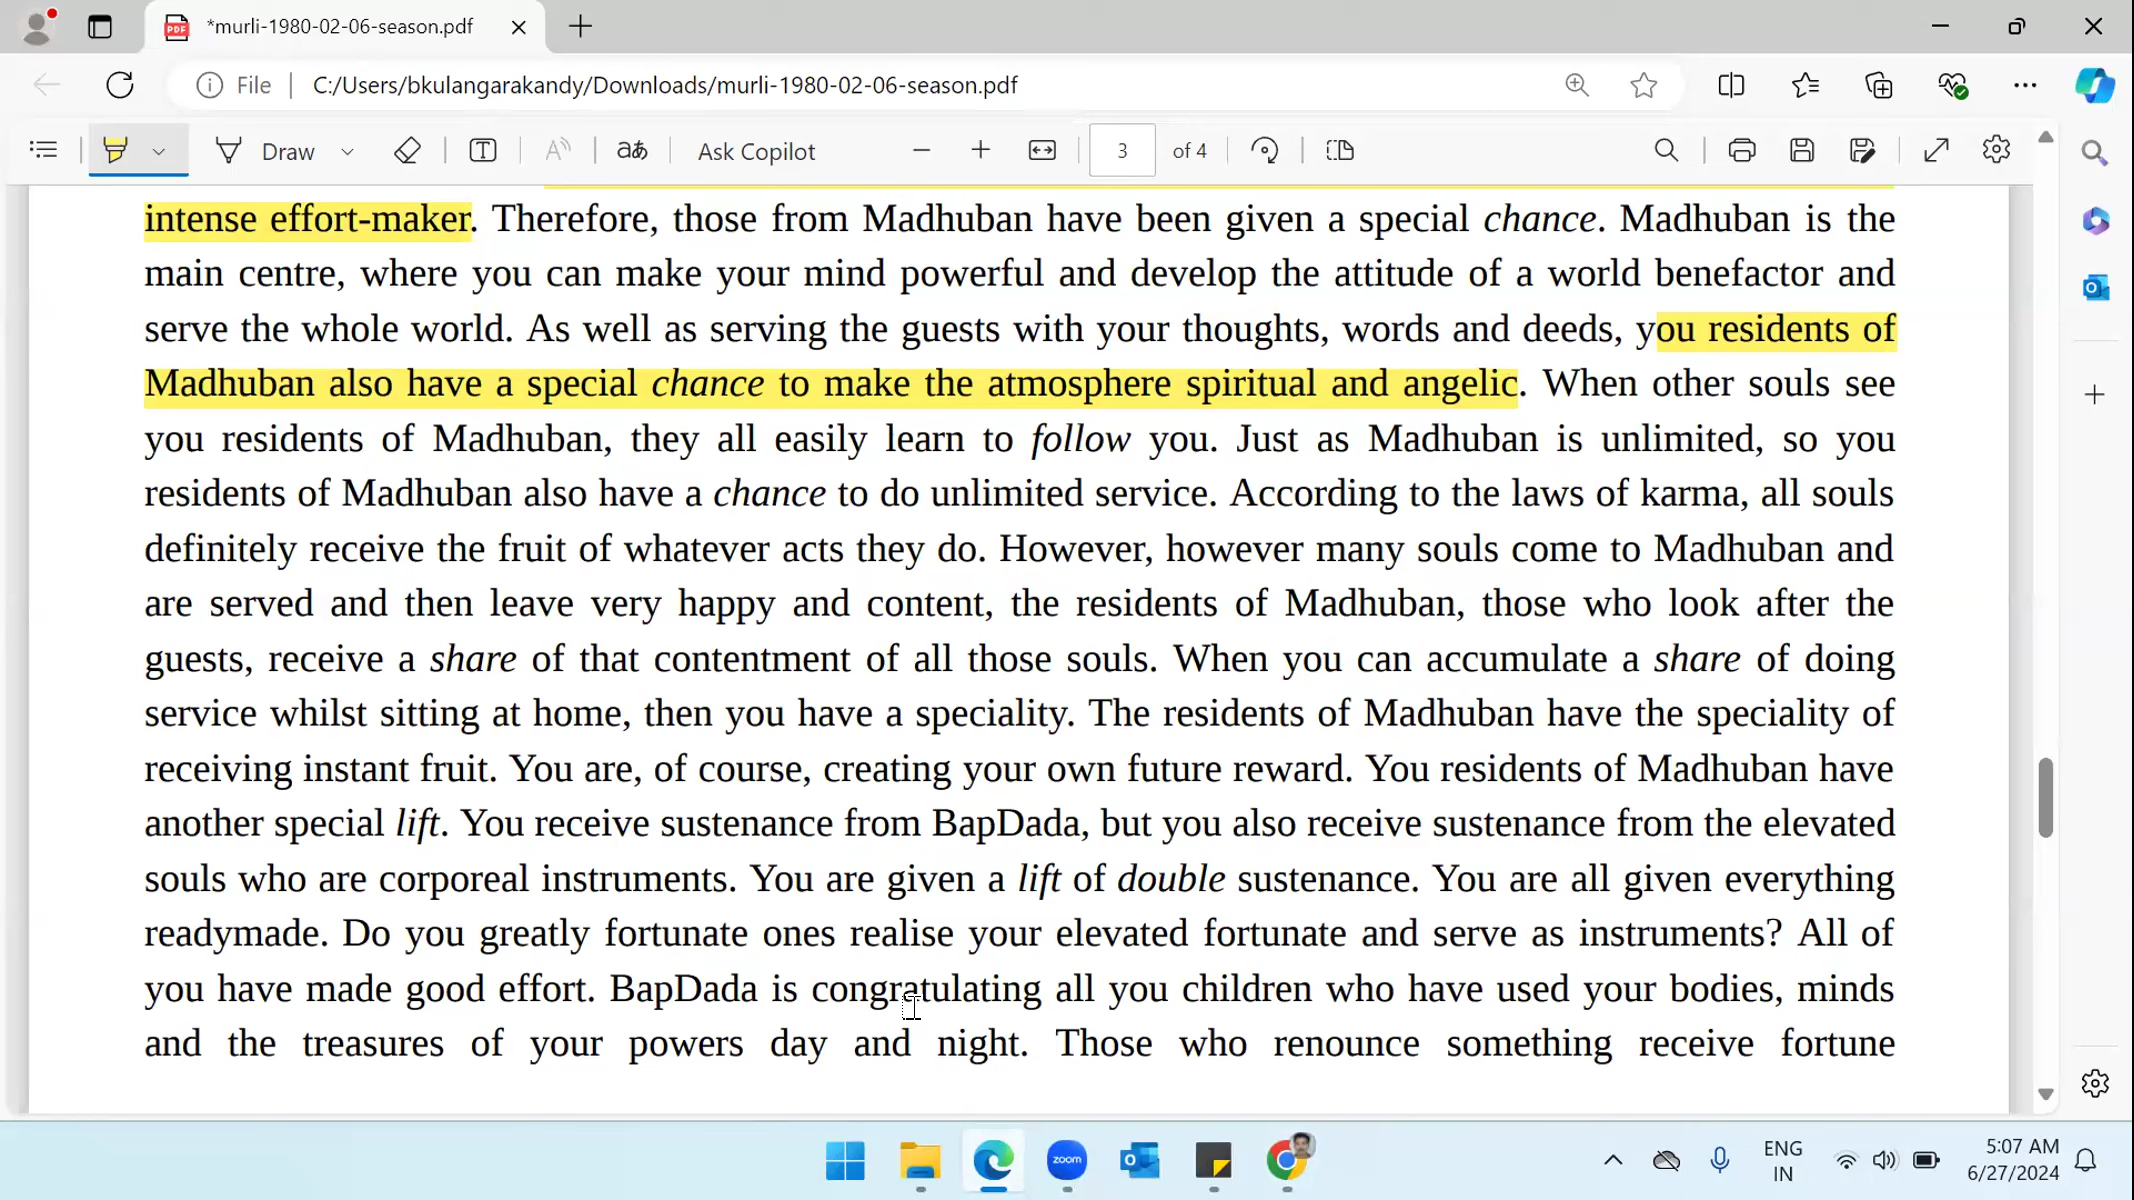 *murli-1980-02-06-season.pdf
File
C:/Users/bkulangarakandy/Downloads/murli-1980-02-06-season.pdf
Draw
Ask Copilot
3 of 4
intense effort-maker. Therefore, those from Madhuban have been given a special chance. Madhuban is the
main centre, where you can make your mind powerful and develop the attitude of a world benefactor and
serve the whole world. As well as serving the guests with your thoughts, words and deeds, you residents of
Madhuban also have a special chance to make the atmosphere spiritual and angelic. When other souls see
you residents of Madhuban, they all easily learn to follow you. Just as Madhuban is unlimited, so you
residents of Madhuban also have a chance to do unlimited service. According to the laws of karma, all souls
definitely receive the fruit of whatever acts they do. However, however many souls come to Madhuban and
are served and then leave very happy and content, the residents of Madhuban, those who look after the
guests, receive a share of that contentment of all those souls. When you can accumulate a share of doing
service whilst sitting at home, then you have a speciality. The residents of Madhuban have the speciality of
receiving instant fruit. You are, of course, creating your own future reward. You residents of Madhuban have
another special lift. You receive sustenance from BapDada, but you also receive sustenance from the elevated
souls who are corporeal instruments. You are given a lift of double sustenance. You are all given everything
readymade. Do you greatly fortunate ones realise your elevated fortunate and serve as instruments? All of
you have made good effort. BapDada is congratulating all you children who have used your bodies, minds
and the treasures of your powers day and night. Those who renounce something receive fortune
zoom
ENG
IN
5:07 AM
6/27/2024